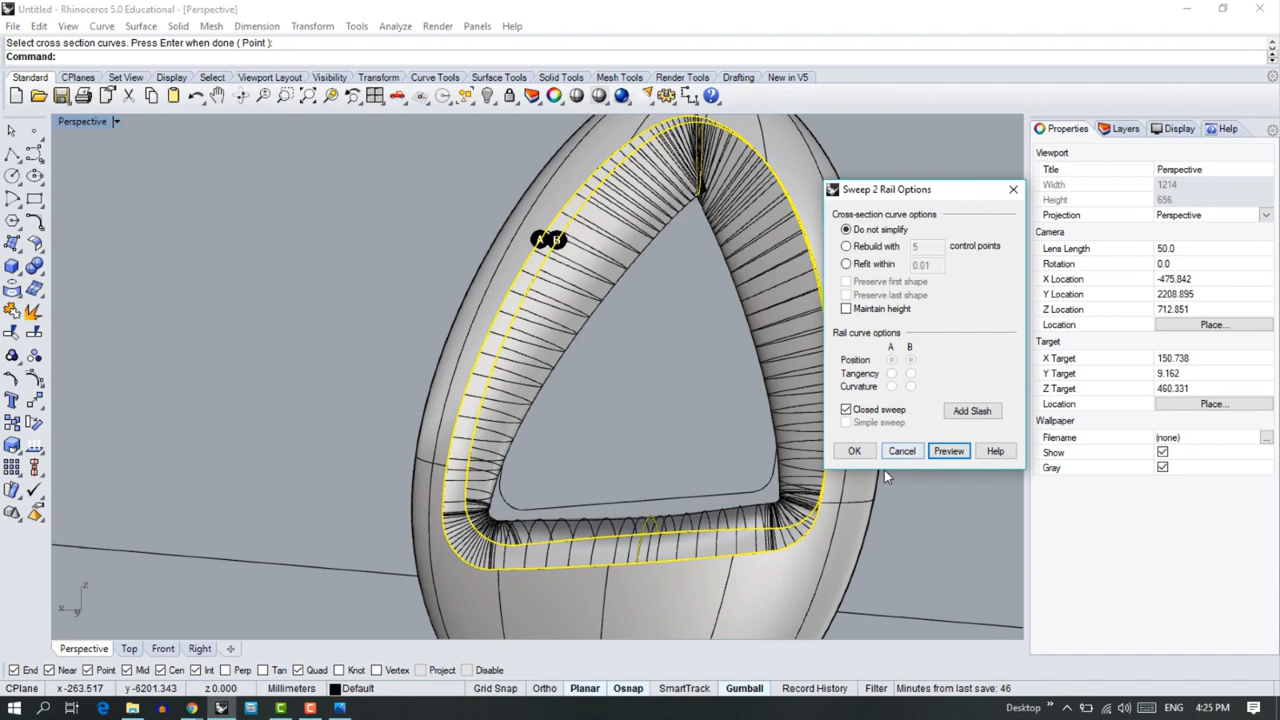 Untitled - Rhinoceros 5.0 Educational - [Perspective]
File Edit View Curve Surface Solid Mesh Dimension Transform Tools Analyze Render Panels Help
Select cross section curves. Press Enter when done ( Point ):
Command:
Standard CPlanes Set View Display Select Viewport Layout Visibility Transform Curve Tools Surface Tools Solid Tools Mesh Tools Render Tools Drafting New in V5
Perspective
A B
z
x
y
Sweep 2 Rail Options
Cross-section curve options
Do not simplify
Rebuild with 5 control points
Refit within 0.01
Preserve first shape
Preserve last shape
Maintain height
Rail curve options
A B
Position
Tangency
Curvature
Closed sweep Add Slash
Simple sweep
OK Cancel Preview Help
Properties Layers Display Help
Viewport
Title Perspective
Width 1214
Height 656
Projection Perspective
Camera
Lens Length 50.0
Rotation 0.0
X Location -475.842
Y Location 2208.895
Z Location 712.851
Location Place...
Target
X Target 150.738
Y Target 9.162
Z Target 460.331
Location Place...
Wallpaper
Filename (none) ...
Show
Gray
Perspective Top Front Right
End Near Point Mid Cen Int Perp Tan Quad Knot Vertex Project Disable
CPlane x -263.517 y -6201.343 z 0.000 Millimeters Default Grid Snap Ortho Planar Osnap SmartTrack Gumball Record History Filter Minutes from last save: 46
Desktop ENG 4:25 PM